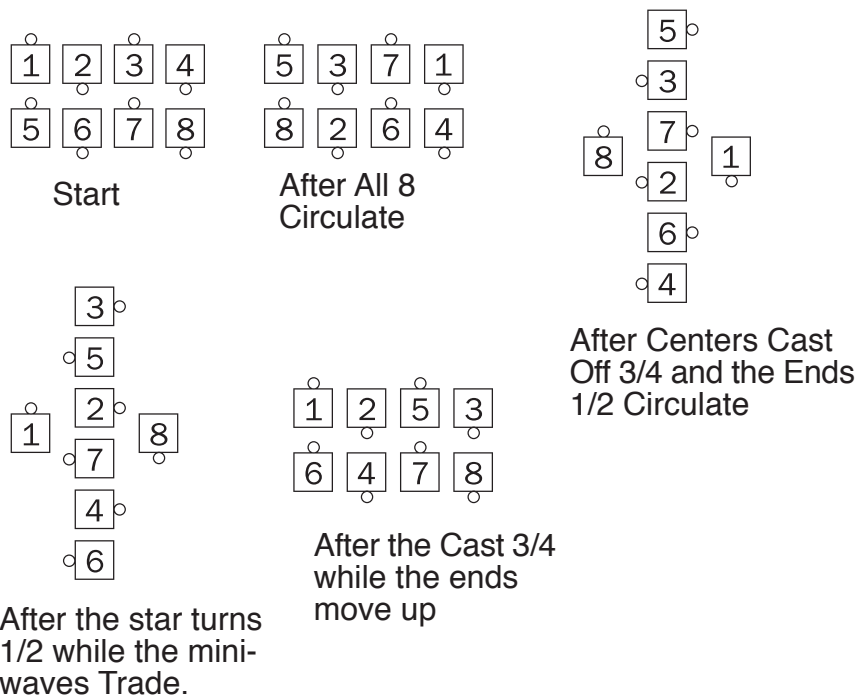 1 2 3 4
5 6 7 8
Start
5 3 7 1
8 2 6 4
After All 8
Circulate
5
3
7
8 1
2
6
4
After Centers Cast
Off 3/4 and the Ends
1/2 Circulate
3
5
2
1 8
7
4
6
After the star turns
1/2 while the mini-
waves Trade.
1 2 5 3
6 4 7 8
After the Cast 3/4
while the ends
move up